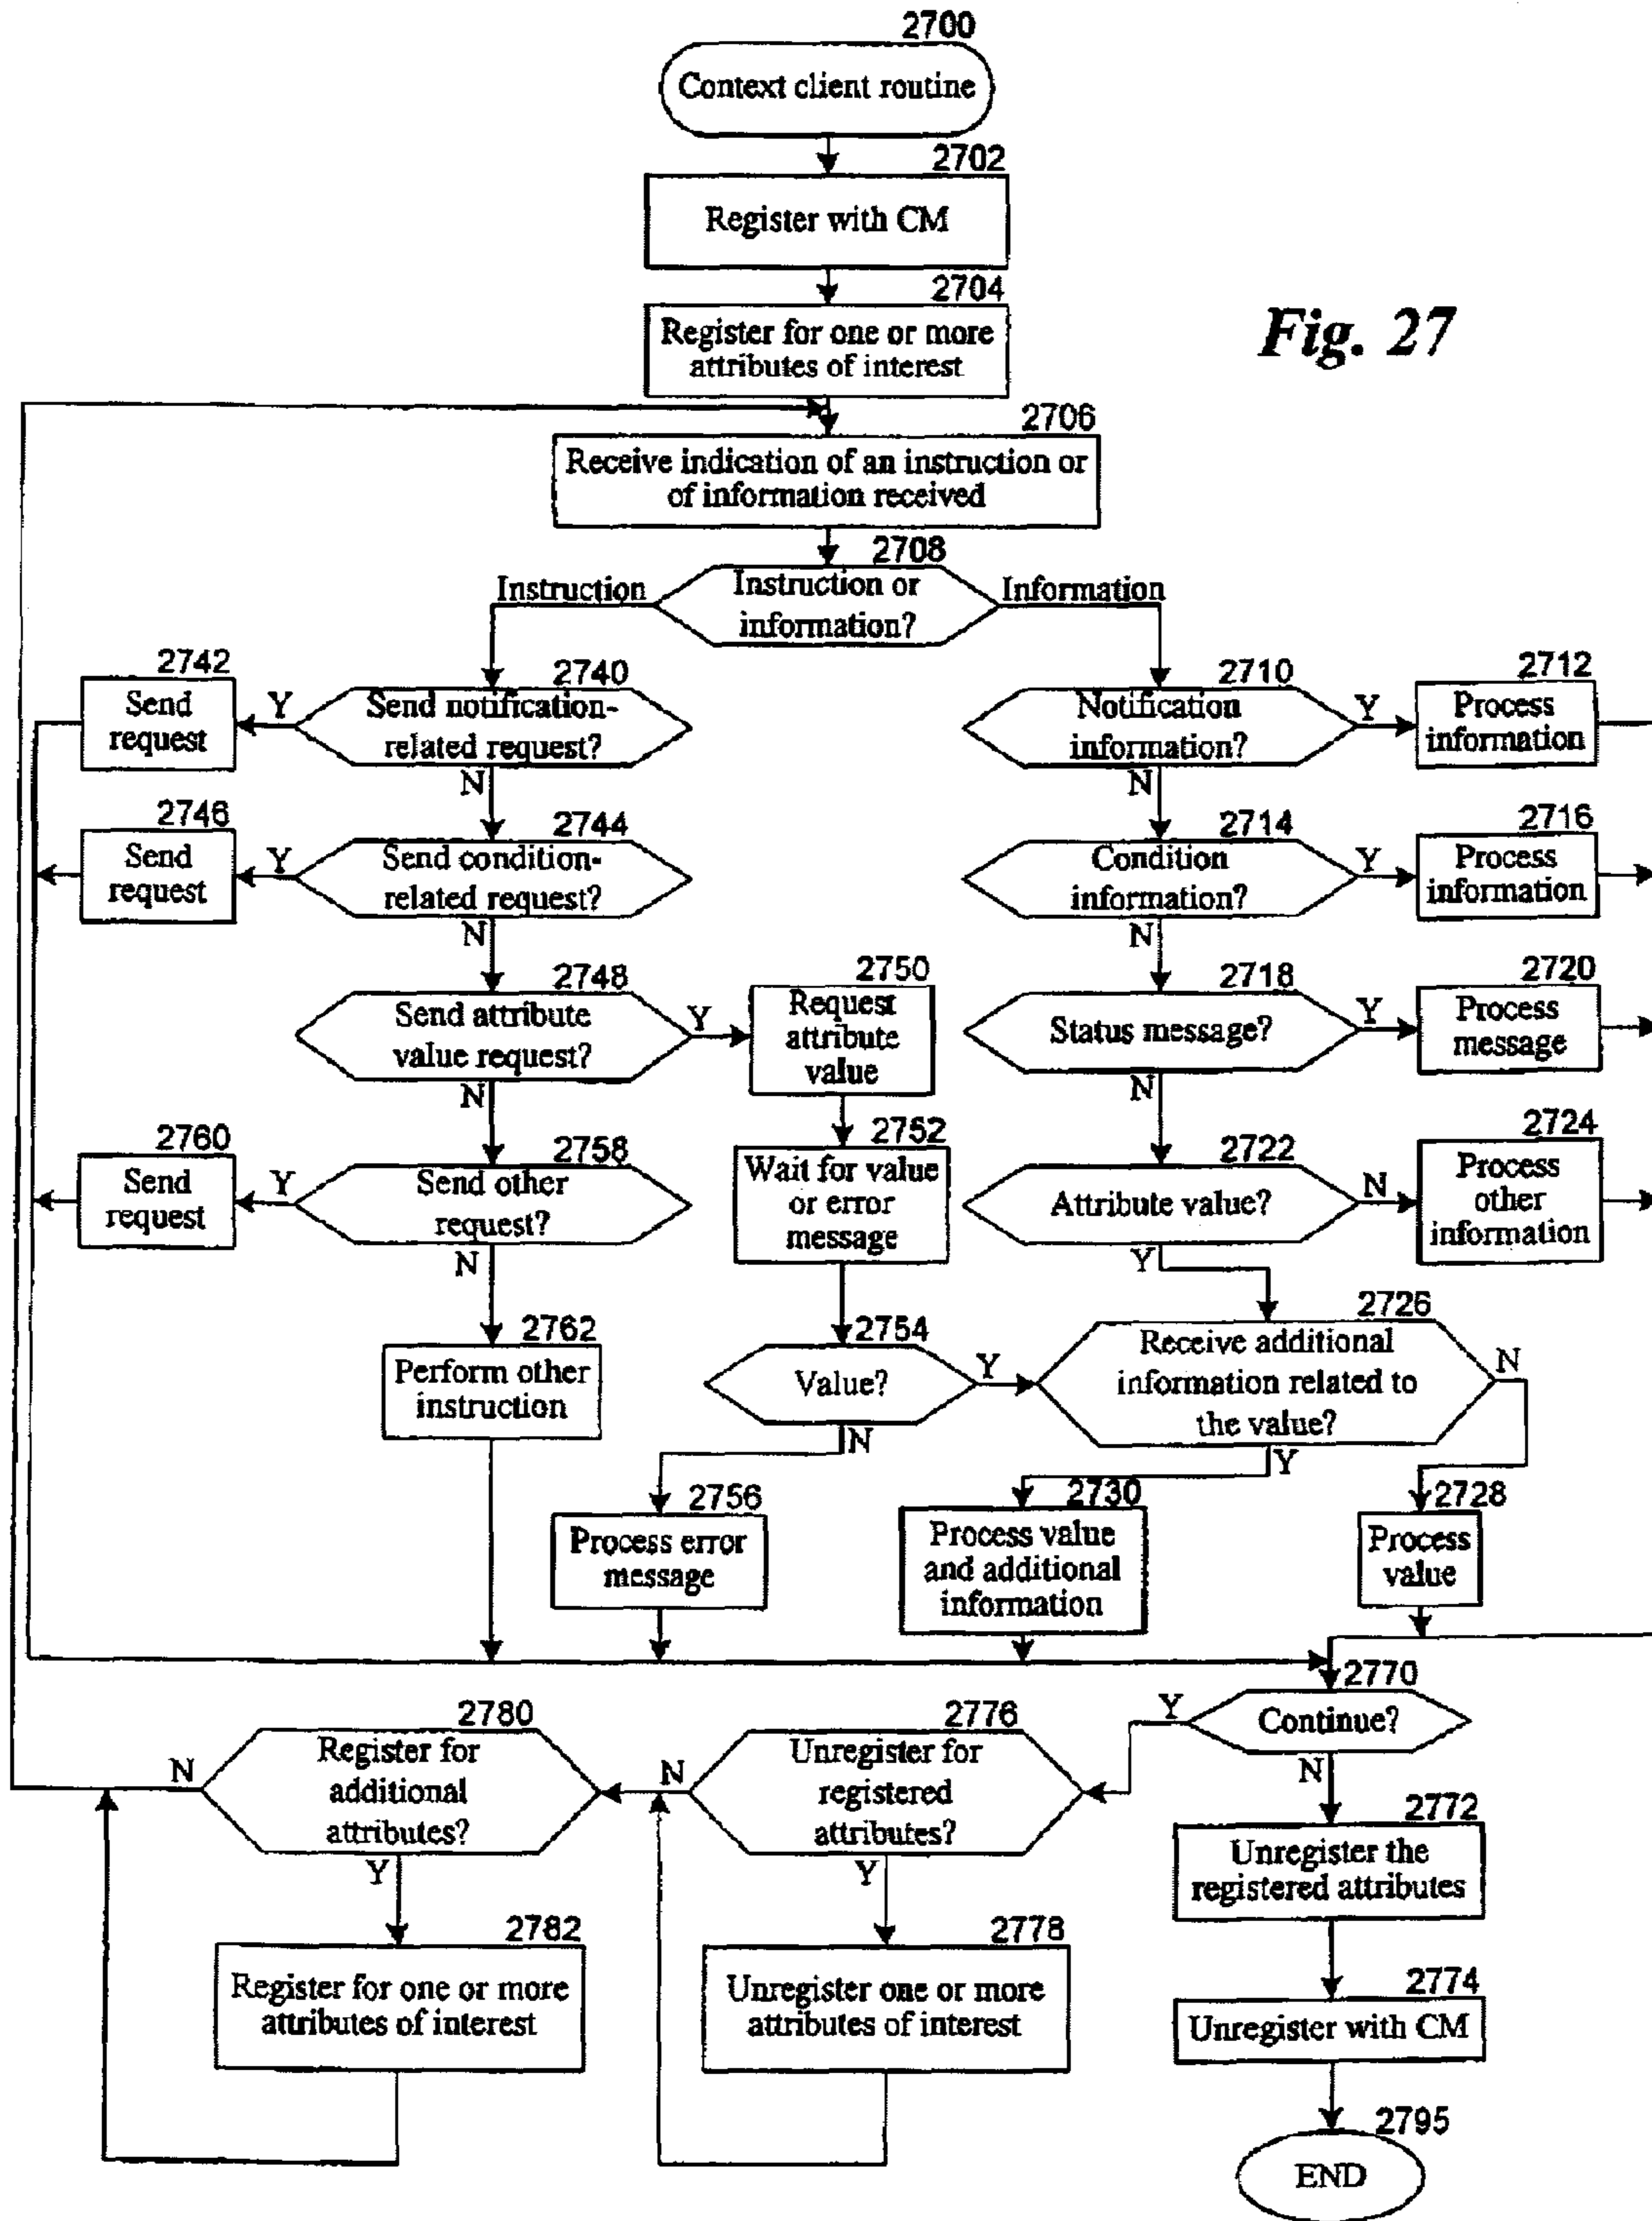 2700
Context client routine
2702
Register with CM
2704
Register for one or more
attributes of interest
Fig. 27
2706
Receive indication of an instruction or
of information received
2708
Instruction
Instruction or
information?
Information
2742
Send
request
Y
2740
Send notification-
related request?
N
2710
Notification
information?
Y
N
2712
Process
information
2746
Send
request
Y
2744
Send condition-
related request?
N
2714
Condition
information?
Y
N
2716
Process
information
2748
Send attribute
value request?
Y
N
2750
Request
attribute
value
2718
Status message?
Y
N
2720
Process
message
2760
Send
request
Y
2758
Send other
request?
N
2752
Wait for value
or error
message
2722
Attribute value?
N
Y
2724
Process
other
information
2762
Perform other
instruction
2754
Value?
Y
N
2726
Receive additional
information related to
the value?
N
Y
2756
Process error
message
2730
Process value
and additional
information
2728
Process
value
2770
Continue?
Y
N
2780
Register for
additional
attributes?
N
Y
2776
Unregister for
registered
attributes?
N
Y
2772
Unregister the
registered attributes
2782
Register for one or more
attributes of interest
2778
Unregister one or more
attributes of interest
2774
Unregister with CM
2795
END